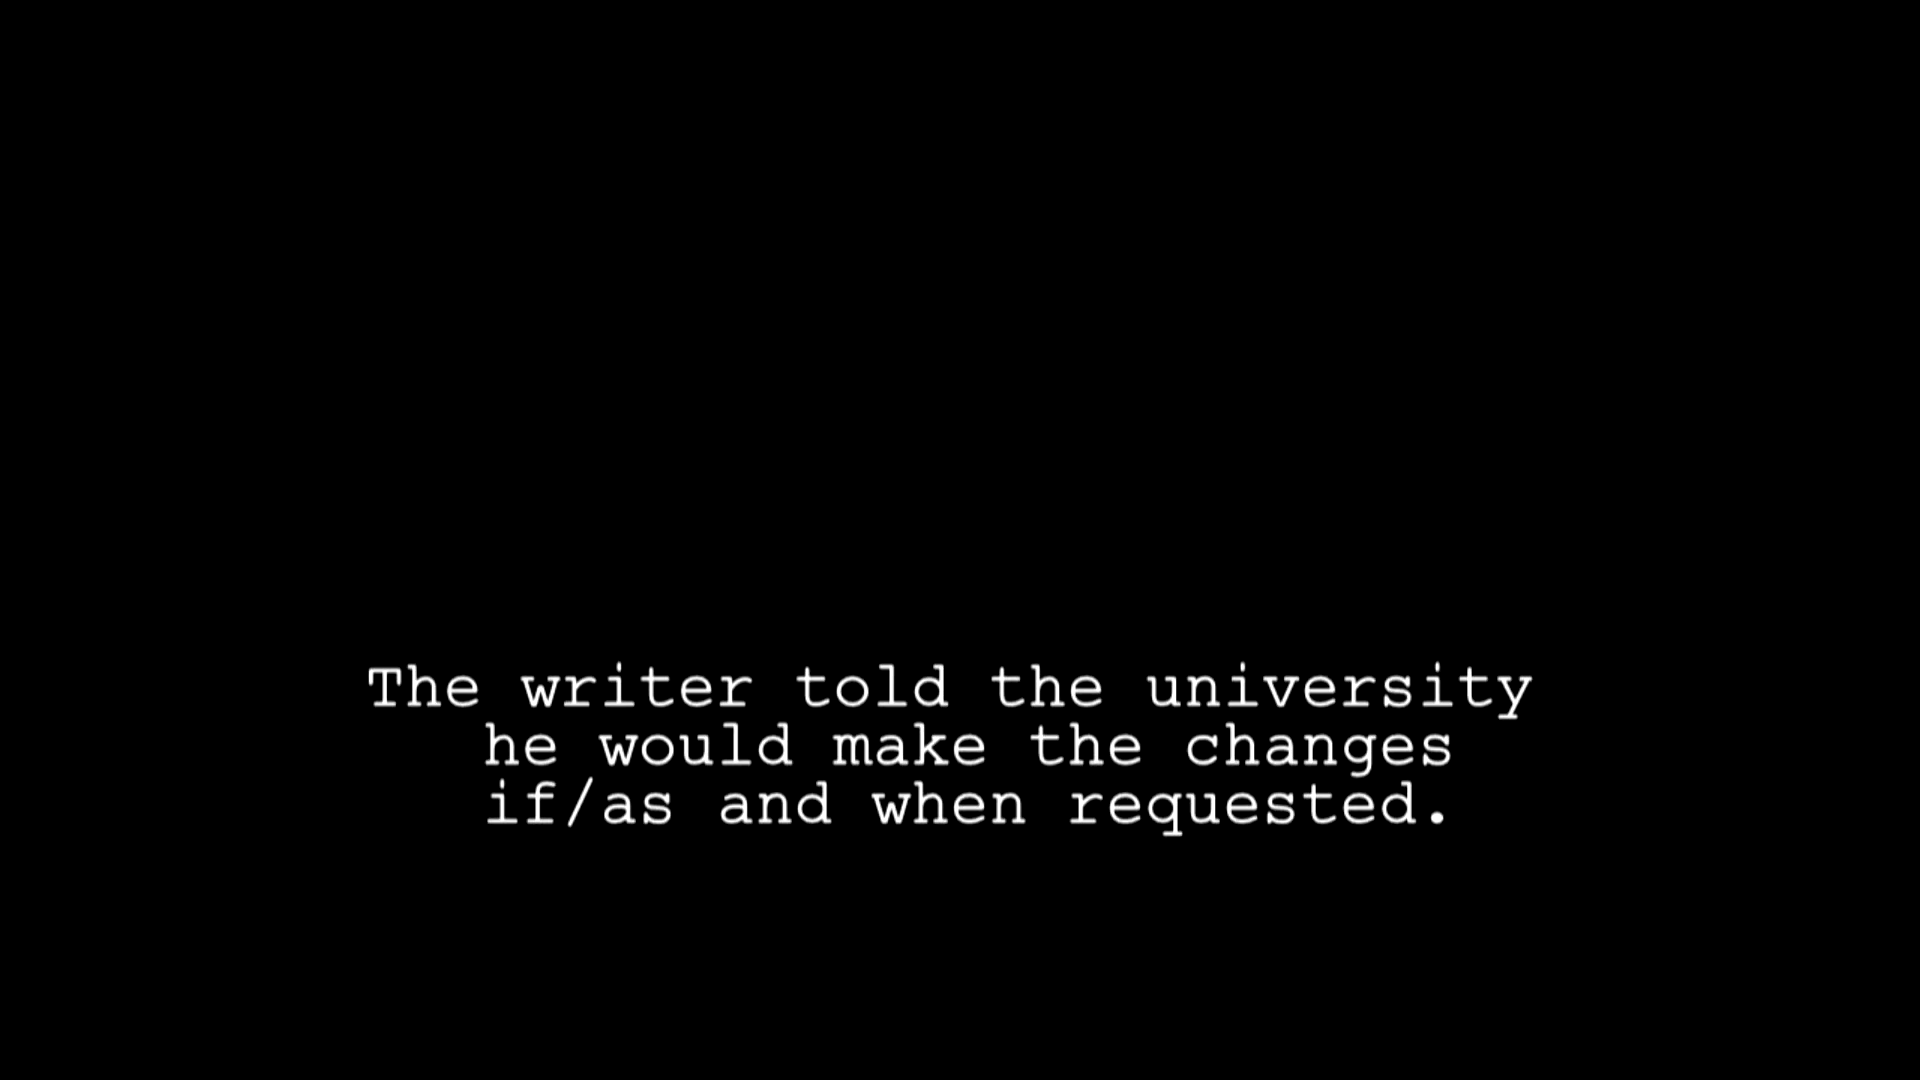 The writer told the university
he would make the changes
if/as and when requested.